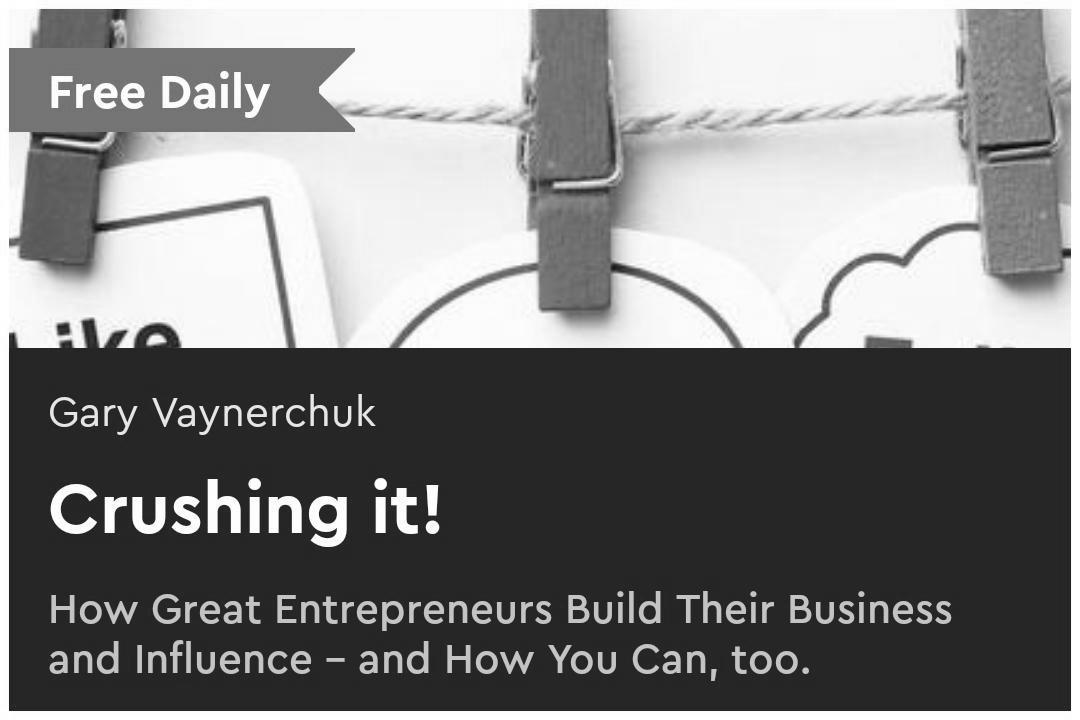 Free Daily
Like
Gary Vaynerchuk
Crushing it!
How Great Entrepreneurs Build Their Business
and Influence – and How You Can, too.